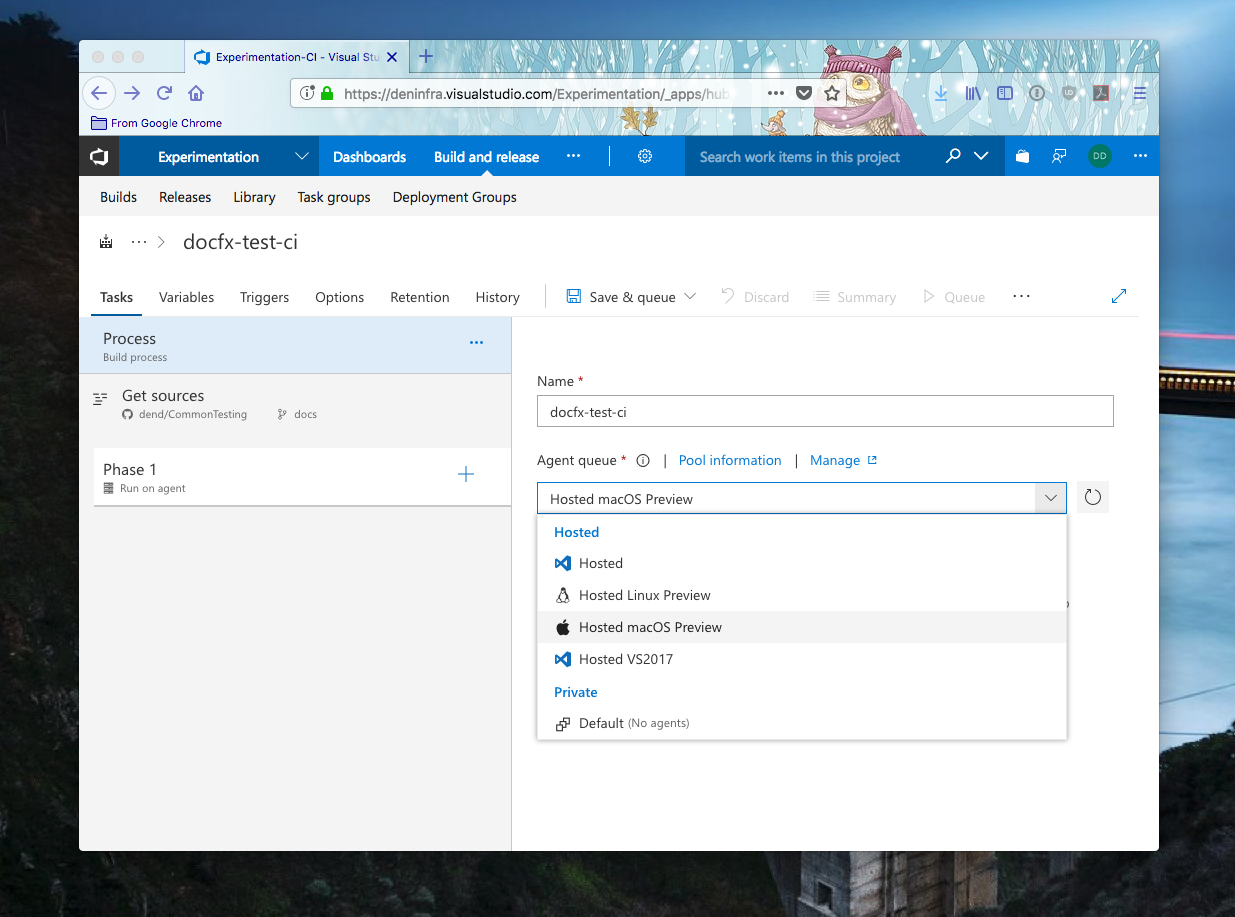 Experimentation-CI - Visual Stu
https://deninfra.visualstudio.com/Experimentation/_apps/hub
From Google Chrome
Experimentation Dashboards Build and release Search work items in this project DD
Builds Releases Library Task groups Deployment Groups
docfx-test-ci
Tasks Variables Triggers Options Retention History Save & queue Discard Summary Queue
Process
Build process
Get sources
dend/CommonTesting docs
Phase 1
Run on agent
Name *
docfx-test-ci
Agent queue * | Pool information | Manage
Hosted macOS Preview
Hosted
Hosted
Hosted Linux Preview
Hosted macOS Preview
Hosted VS2017
Private
Default (No agents)